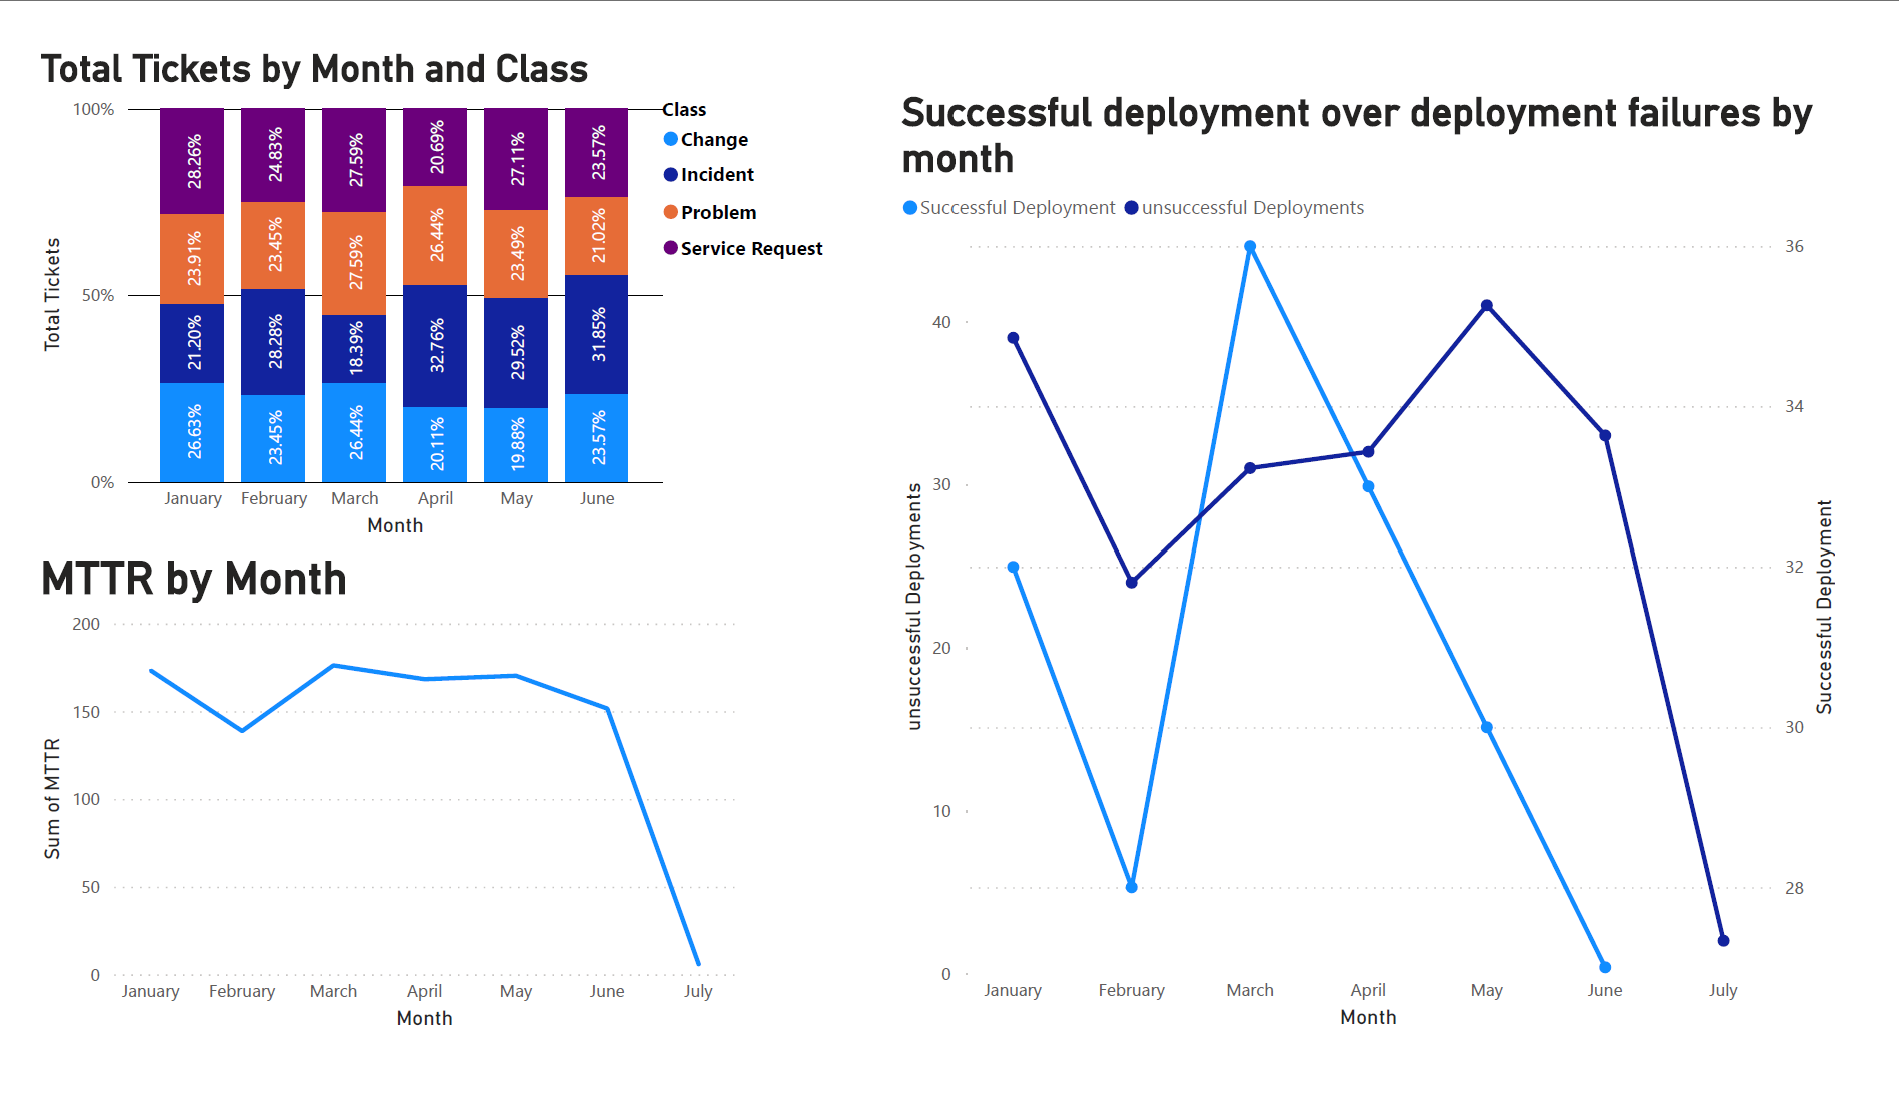 Total Tickets by Month and Class
100%
50%
0%
Total Tickets
28.26%
24.83%
27.59%
20.69%
27.11%
23.57%
23.91%
23.45%
27.59%
26.44%
23.49%
21.02%
21.20%
28.28%
18.39%
32.76%
29.52%
31.85%
26.63%
23.45%
26.44%
20.11%
19.88%
23.57%
January February March April May June
Month
Class
Change
Incident
Problem
Service Request
MTTR by Month
200
150
100
50
0
Sum of MTTR
January February March April May June July
Month
Successful deployment over deployment failures by
month
Successful Deployment unsuccessful Deployments
40
30
20
10
0
unsuccessful Deployments
36
34
32
30
28
Successful Deployment
January February March April May June July
Month